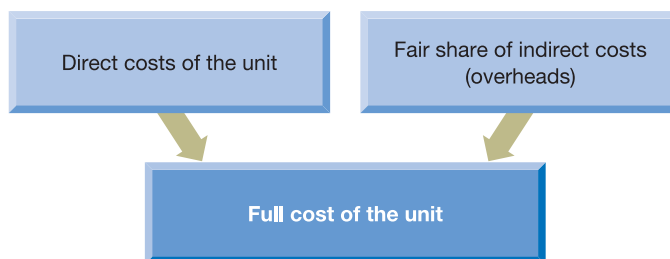 Direct costs of the unit
Fair share of indirect costs
(overheads)
Full cost of the unit